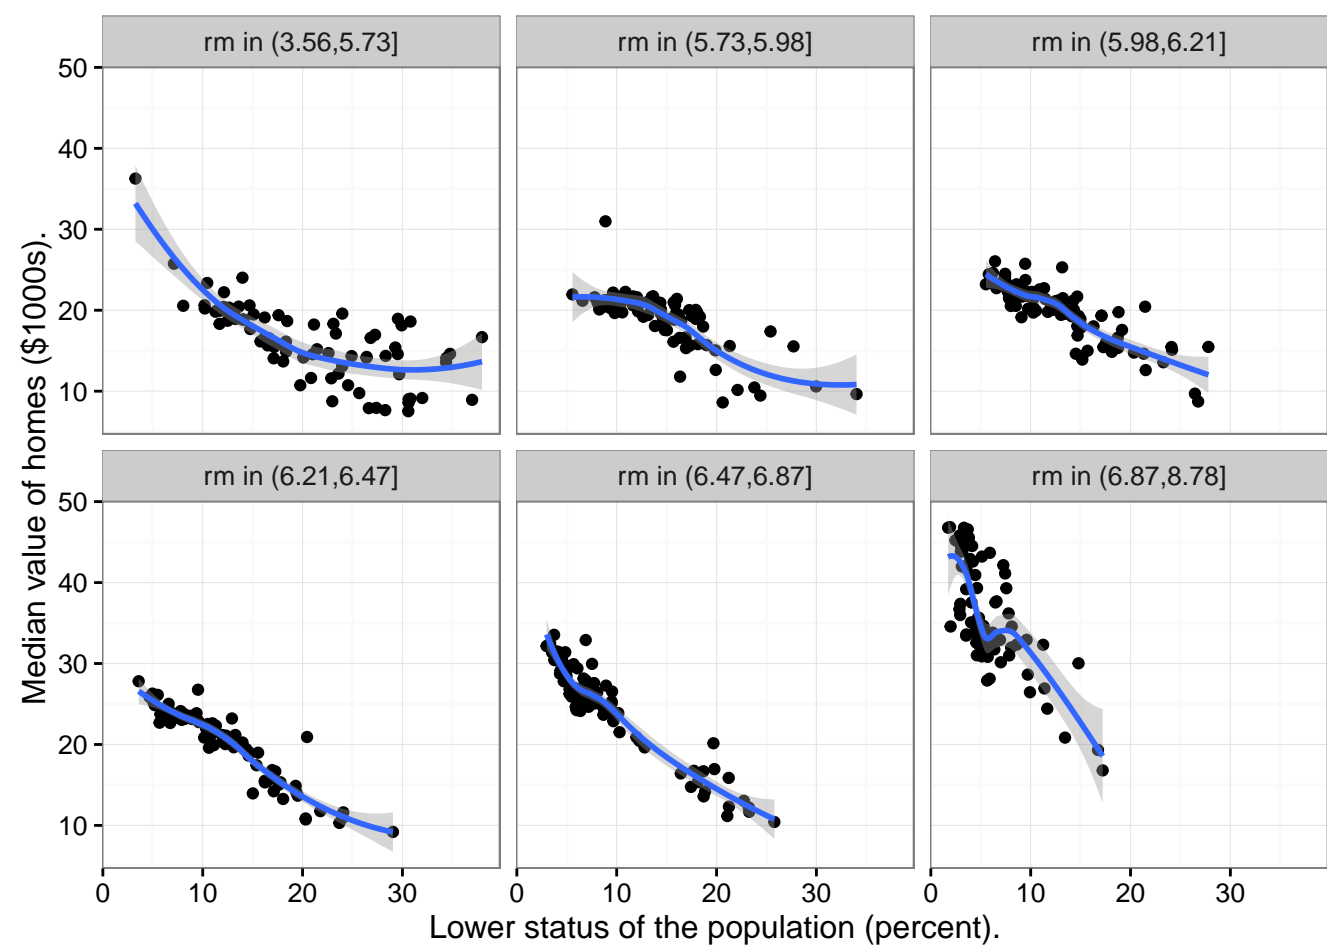 rm in (3.56,5.73]
rm in (5.73,5.98]
rm in (5.98,6.21]
50
40
30
20
10
rm in (6.21,6.47]
rm in (6.47,6.87]
rm in (6.87,8.78]
50
40
30
20
10
0 10 20 30
0 10 20 30
0 10 20 30
Median value of homes ($1000s).
Lower status of the population (percent).